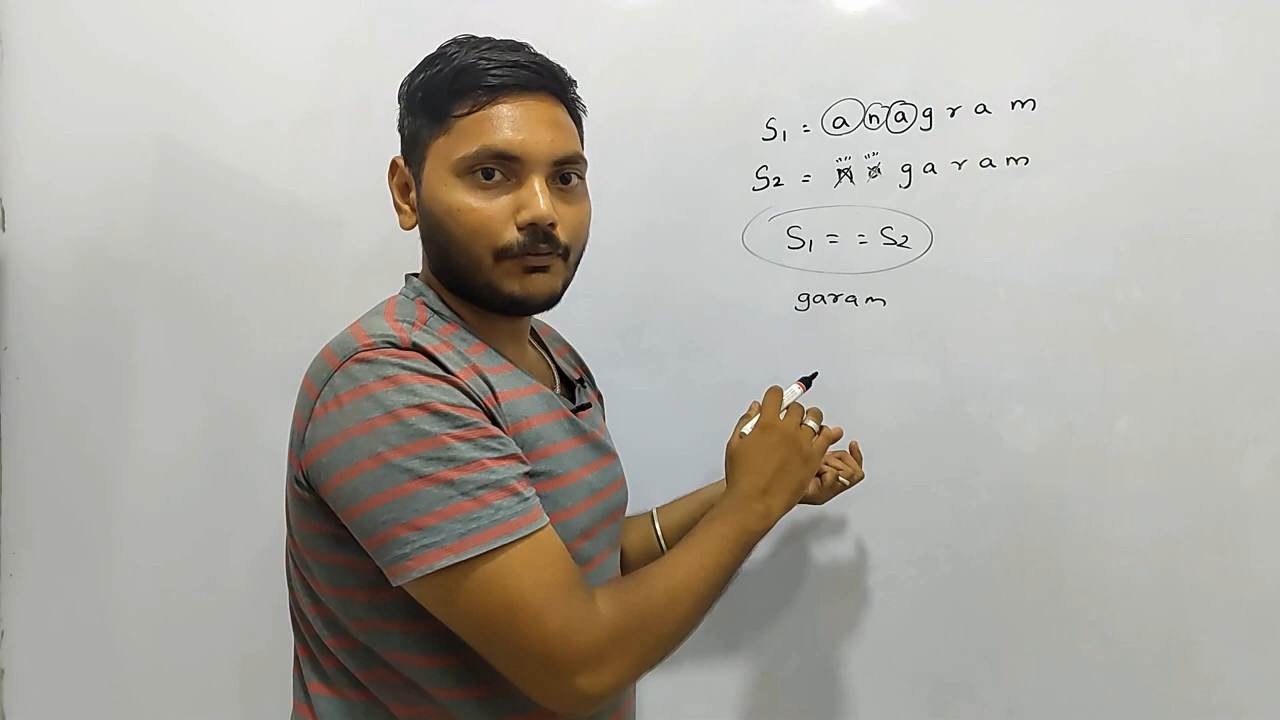 S1 = anagram
S2 = garam
S1 == S2
garam